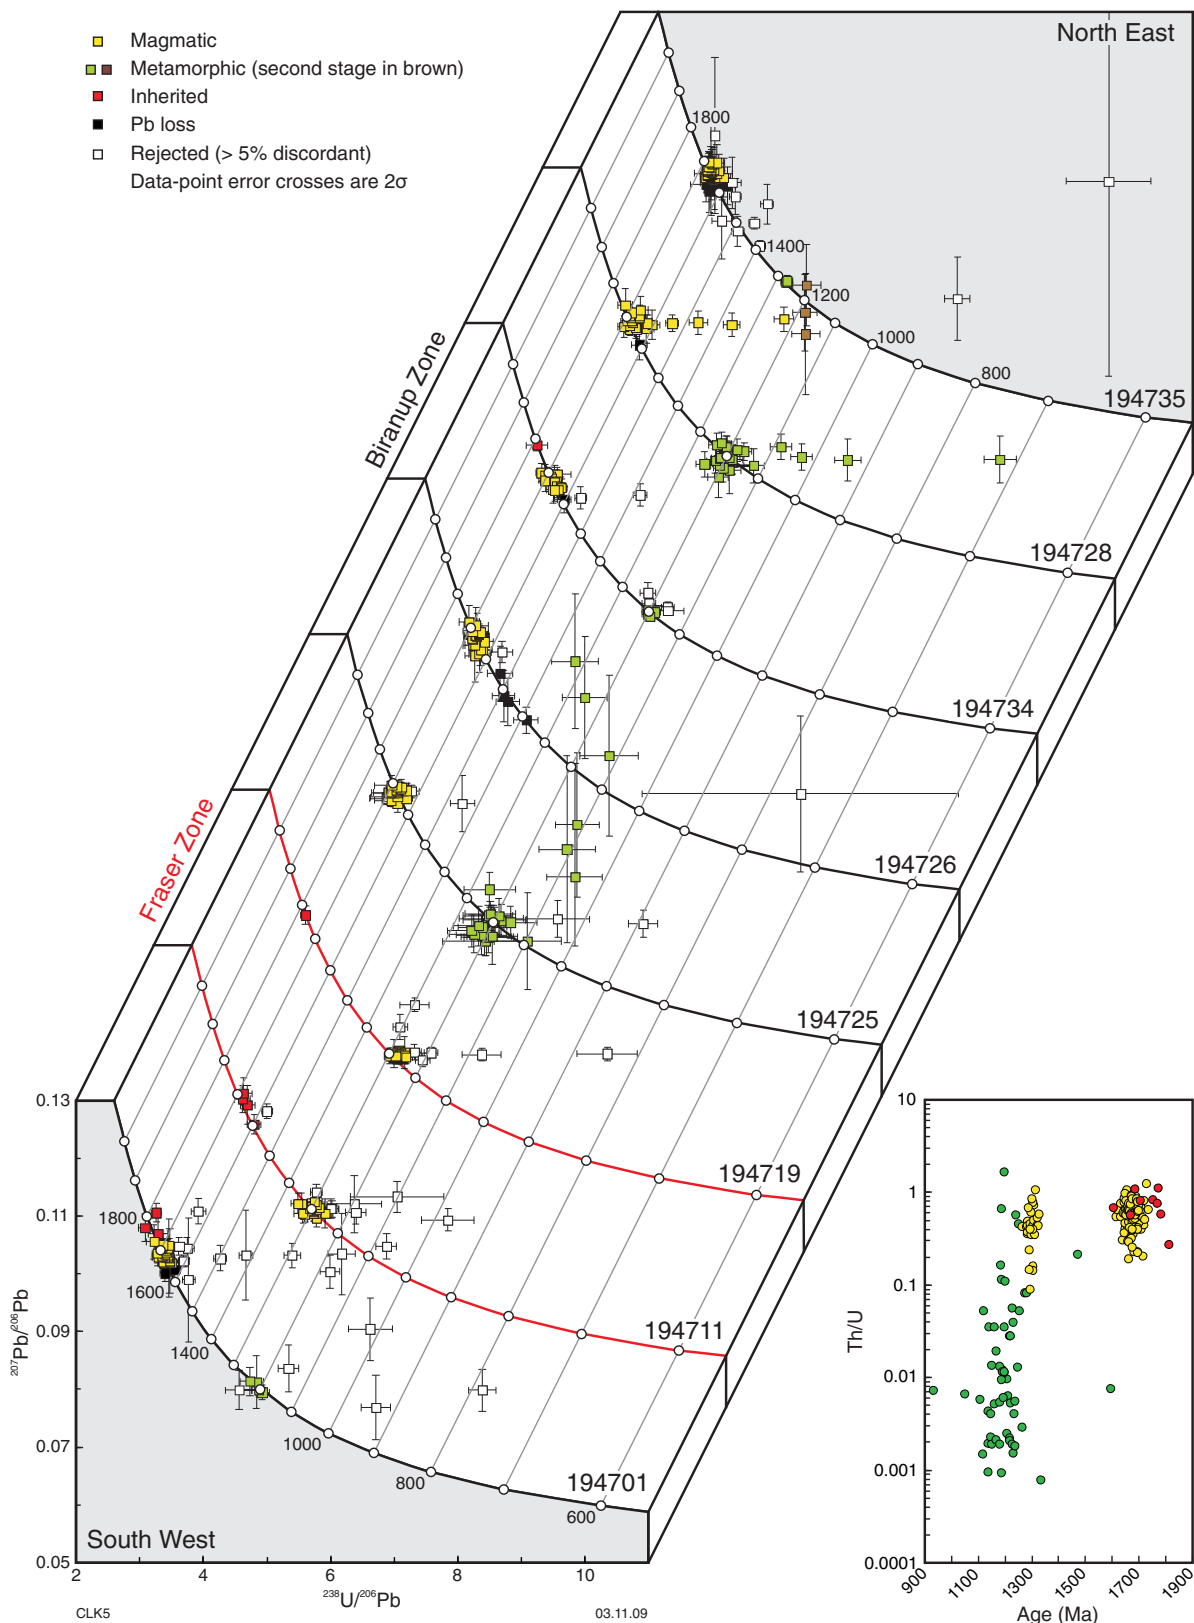 North East
Magmatic
Metamorphic (second stage in brown)
Inherited
Pb loss
Rejected (> 5% discordant)
Data-point error crosses are 2σ
1800
1400
1200
1000
800
194735
Biranup Zone
194728
194734
194726
Fraser Zone
194725
194719
194711
0.13
0.11
0.09
0.07
0.05
²⁰⁷Pb/²⁰⁶Pb
1800
1600
1400
1000
800
600
194701
South West
2
4
6
8
10
²³⁸U/²⁰⁶Pb
CLK5
03.11.09
10
1
0.1
0.01
0.001
0.0001
Th/U
900
1100
1300
1500
1700
1900
Age (Ma)